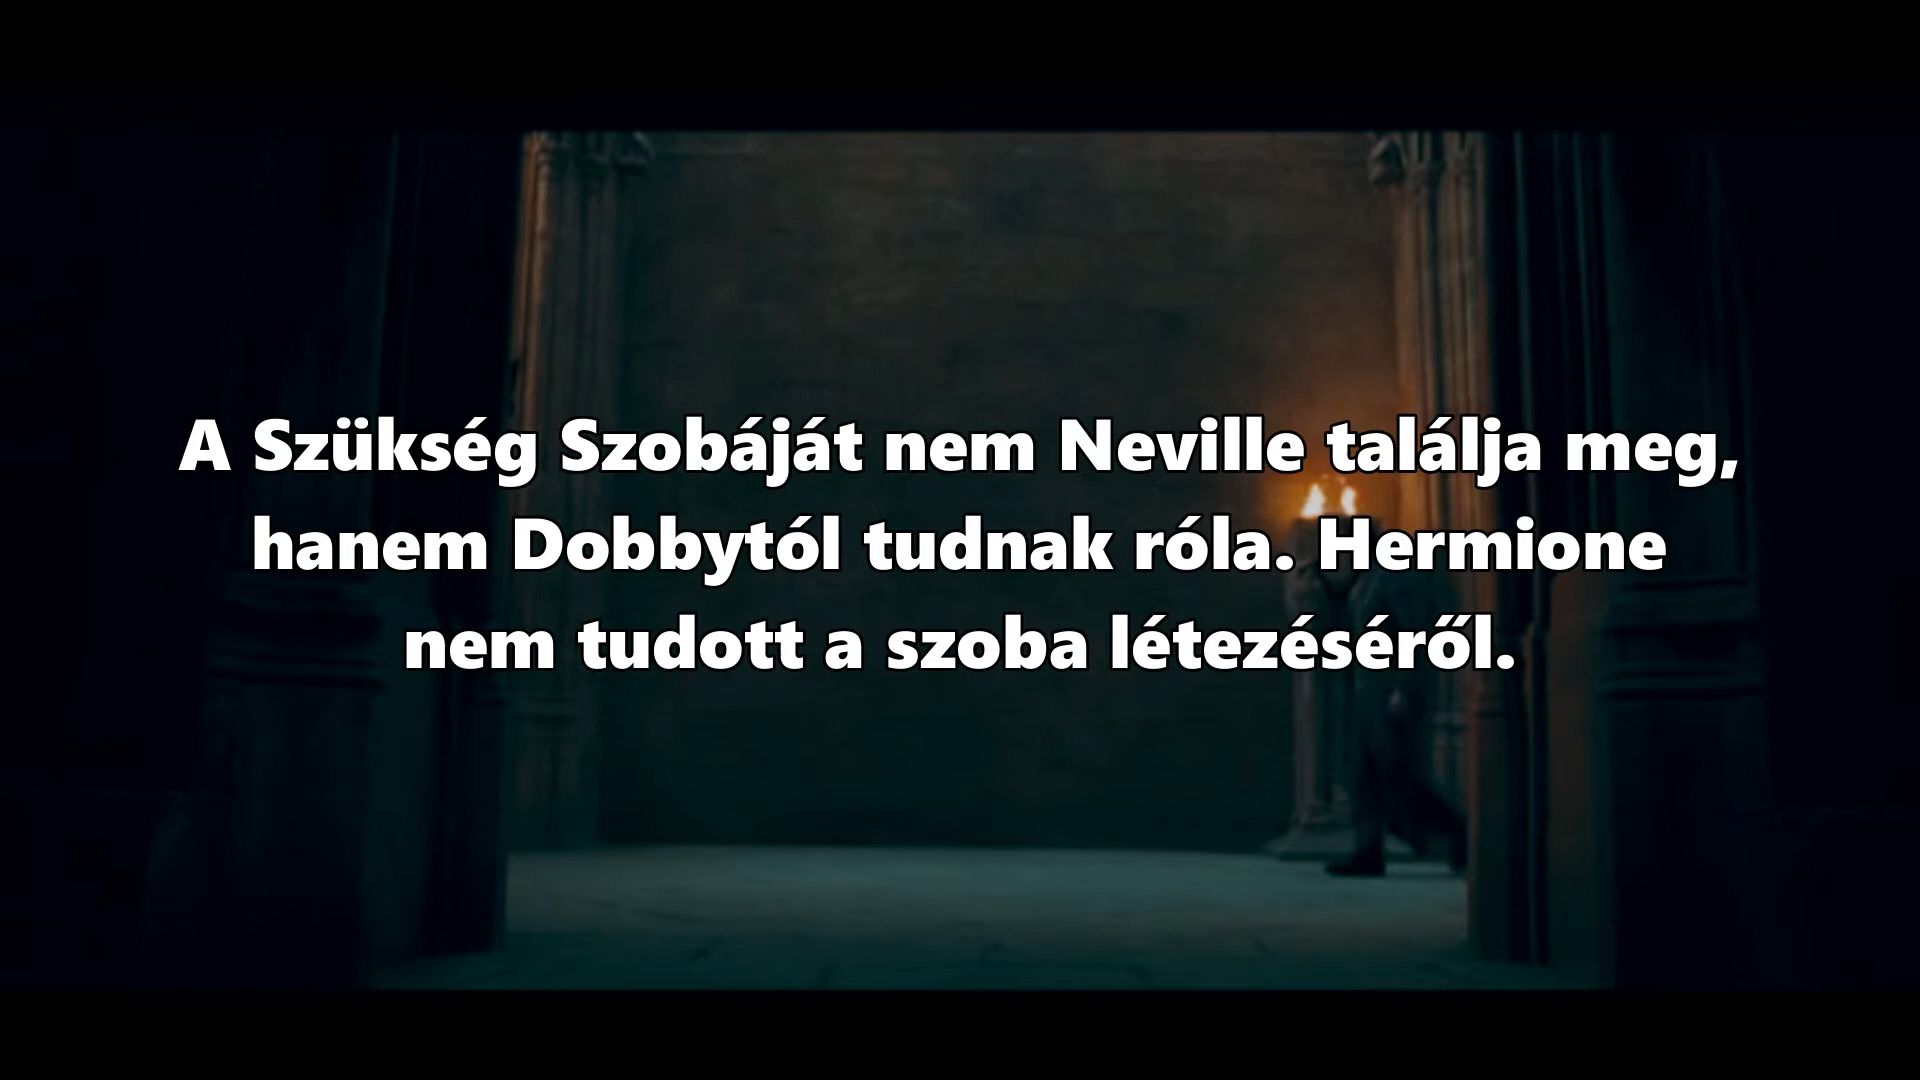 A Szükség Szobáját nem Neville találja meg,
hanem Dobbytól tudnak róla. Hermione
nem tudott a szoba létezéséről.